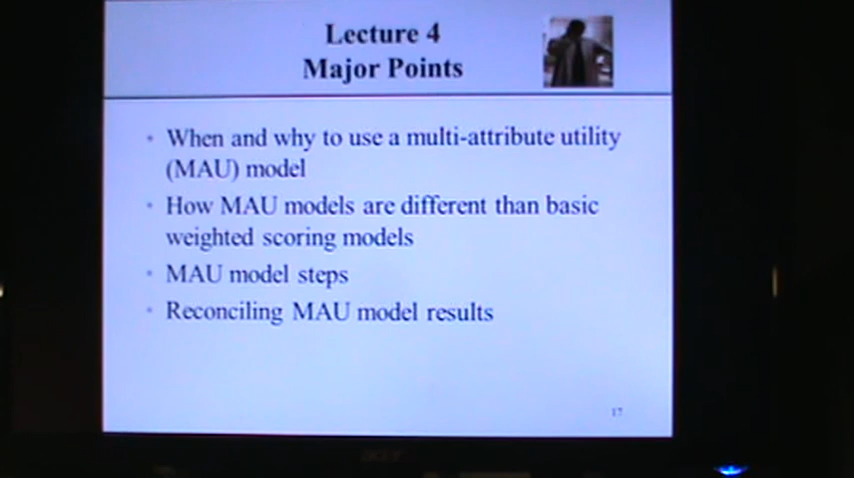 Lecture 4
Major Points
• When and why to use a multi-attribute utility
(MAU) model
• How MAU models are different than basic
weighted scoring models
• MAU model steps
• Reconciling MAU model results
17
acer